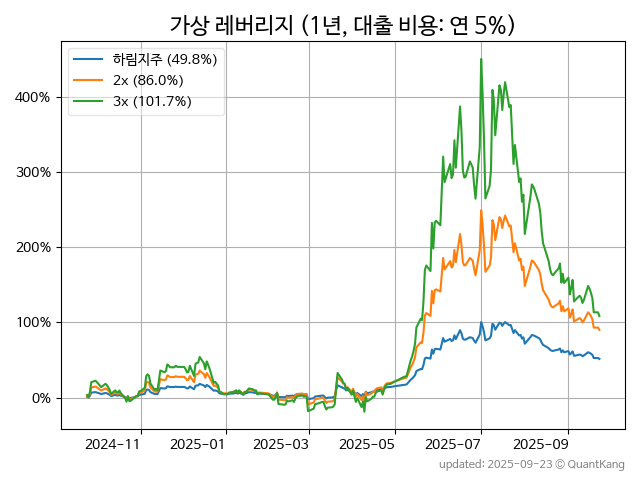 가상 레버리지 (1년, 대출 비용: 연 5%)
하림지주 (49.8%)
2x (86.0%)
3x (101.7%)
400%
300%
200%
100%
0%
2024-11
2025-01
2025-03
2025-05
2025-07
2025-09
updated: 2025-09-23 © QuantKang